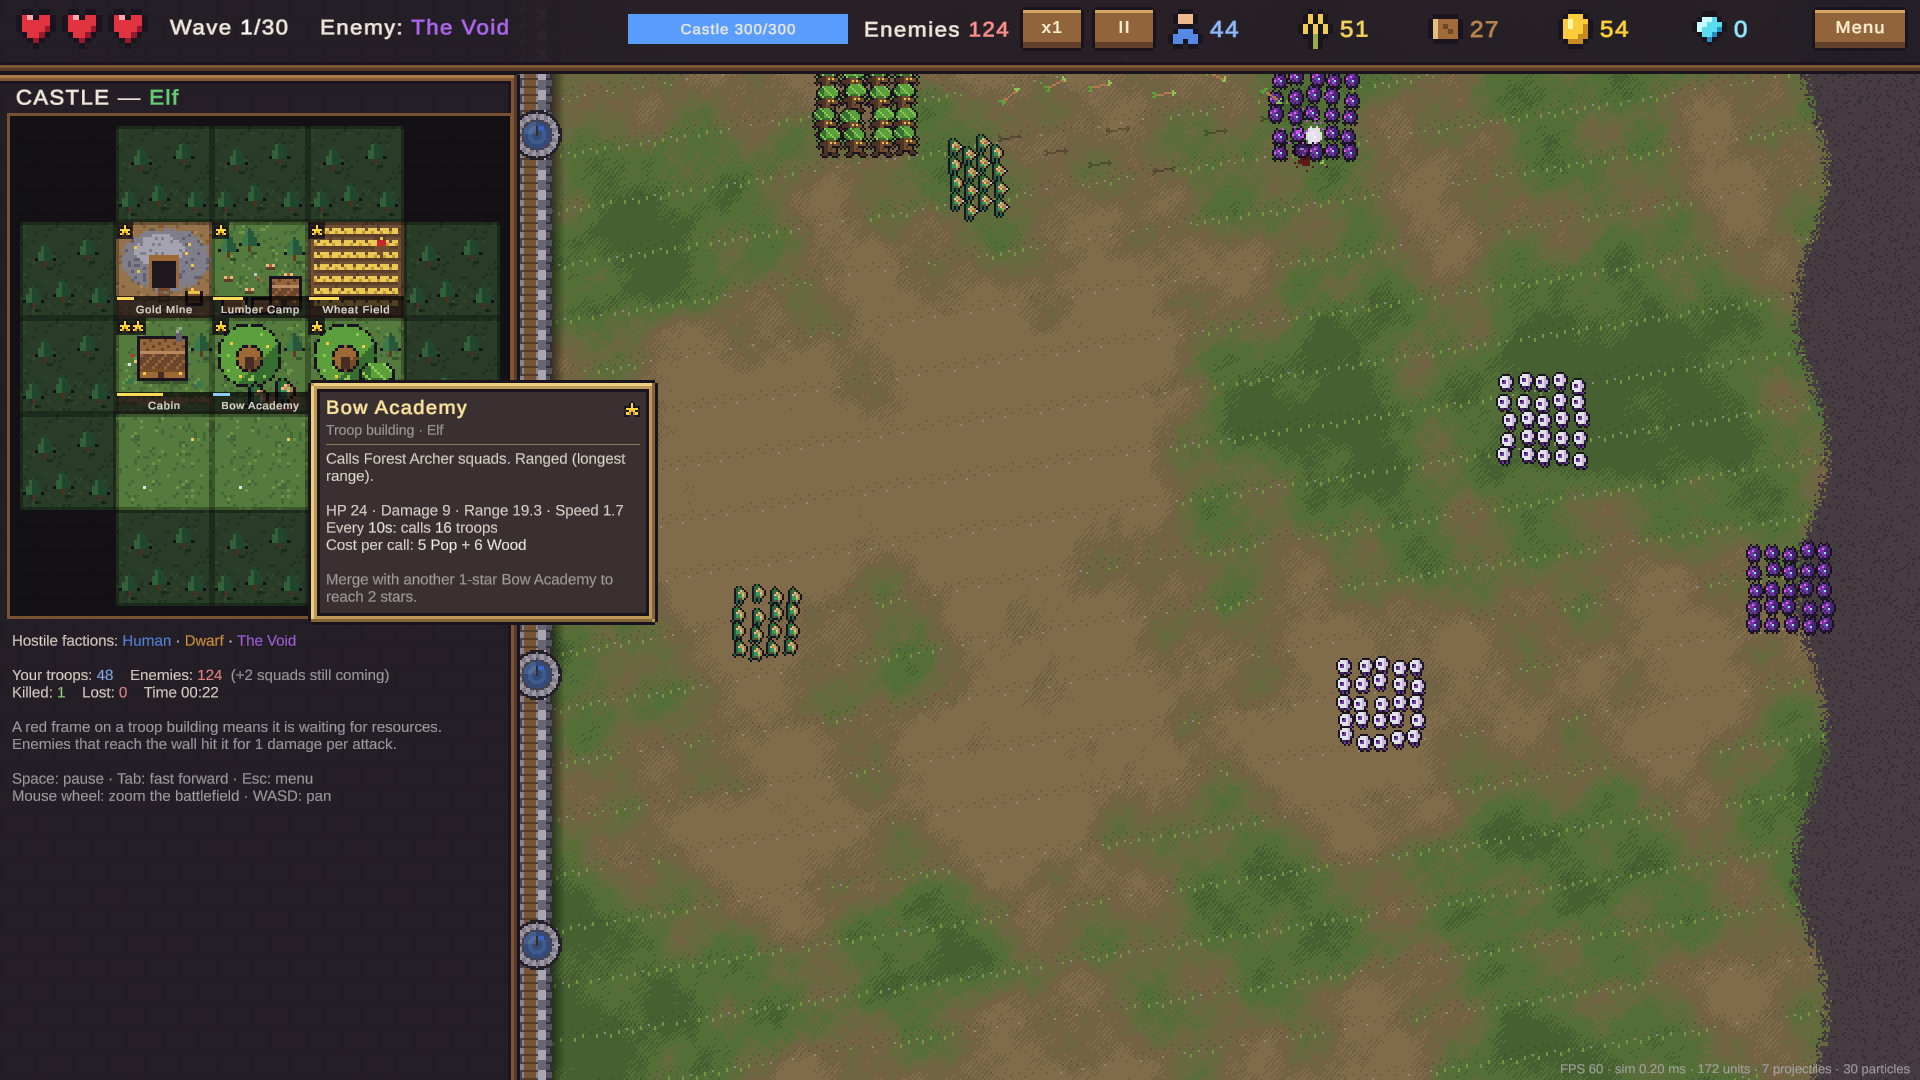 Wave 1/30
Enemy: The Void
Castle 300/300
Enemies 124
x1
II
44
51
27
54
0
Menu
CASTLE — Elf
Gold Mine
Lumber Camp
Wheat Field
Cabin
Bow Academy
Bow Academy
Troop building · Elf
Calls Forest Archer squads. Ranged (longest
range).
HP 24 · Damage 9 · Range 19.3 · Speed 1.7
Every 10s: calls 16 troops
Cost per call: 5 Pop + 6 Wood
Merge with another 1-star Bow Academy to
reach 2 stars.
Hostile factions: Human · Dwarf · The Void
Your troops: 48 Enemies: 124 (+2 squads still coming)
Killed: 1 Lost: 0 Time 00:22
A red frame on a troop building means it is waiting for resources.
Enemies that reach the wall hit it for 1 damage per attack.
Space: pause · Tab: fast forward · Esc: menu
Mouse wheel: zoom the battlefield · WASD: pan
FPS 60 · sim 0.20 ms · 172 units · 7 projectiles · 30 particles